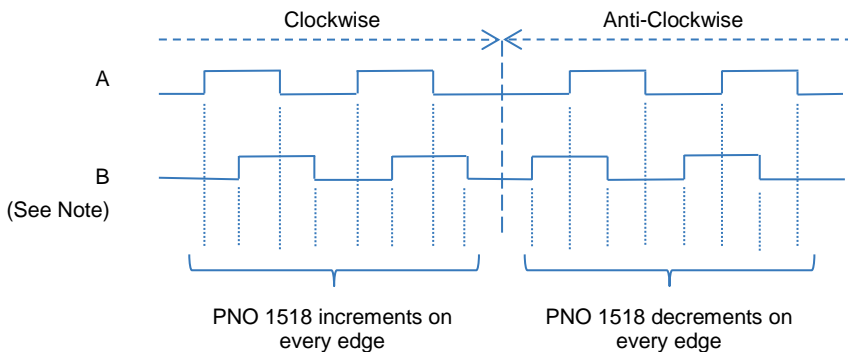 Clockwise
Anti-Clockwise
A
B
(See Note)
PNO 1518 increments on
every edge
PNO 1518 decrements on
every edge